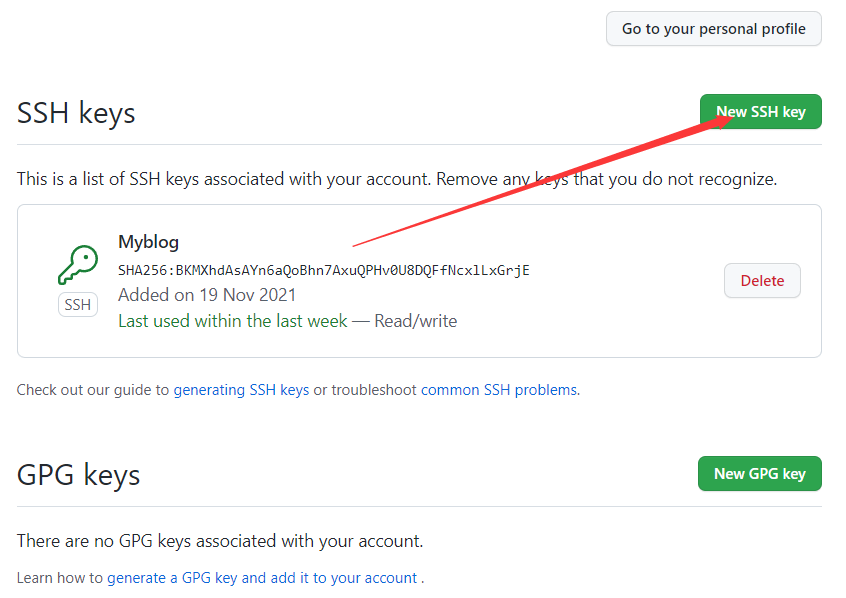 Go to your personal profile
SSH keys
New SSH key
This is a list of SSH keys associated with your account. Remove any keys that you do not recognize.
Myblog
SHA256:BKMXhdAsAYn6aQoBhn7AxuQPHv0U8DQFfNcxlLxGrjE
SSH
Added on 19 Nov 2021
Last used within the last week — Read/write
Delete
Check out our guide to generating SSH keys or troubleshoot common SSH problems.
GPG keys
New GPG key
There are no GPG keys associated with your account.
Learn how to generate a GPG key and add it to your account .